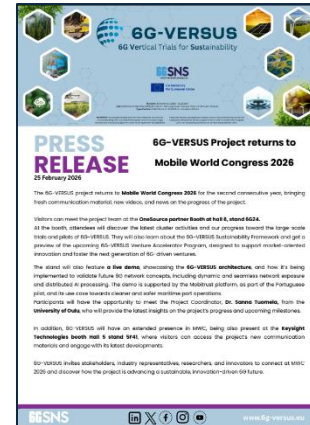 6G-VERSUS
6G Vertical Trials for Sustainability
6GSNS
PRESS
RELEASE
25 February 2026
6G-VERSUS Project returns to
Mobile World Congress 2026
The 6G-VERSUS project returns to Mobile World Congress 2026 for the second consecutive year, bringing
fresh communication material, new videos, and news on the progress of the project.
Visitors can meet the project team at the OneSource partner Booth at hall 6, stand 6G24.
At the booth, attendees will discover the latest cluster activities and our progress toward the large-scale
trials and pilots of 6G-VERSUS. They will also learn about the 6G-VERSUS Sustainability Framework and get a
preview of the upcoming 6G-VERSUS Venture Accelerator Program, designed to support market-oriented
innovation and foster the next generation of 6G-driven ventures.
The stand will also feature a live demo, showcasing the 6G-VERSUS architecture, and how it's being
implemented to validate future 6G network concepts, including dynamic and seamless network exposure
and distributed AI processing. The demo is supported by the Mobitrust platform, as part of the Portuguese
pilot, and its use case towards cleaner and safer maritime port operations.
Participants will have the opportunity to meet the Project Coordinator, Dr. Sanna Tuomela, from the
University of Oulu, who will provide the latest insights on the project's progress and upcoming milestones.
In addition, 6G-VERSUS will have an extended presence in MWC, being also present at the Keysight
Technologies booth hall 5 stand 5F41, where visitors can access the project's new communication
materials and engage with its latest developments.
6G-VERSUS invites stakeholders, industry representatives, researchers, and innovators to connect at MWC
2026 and discover how the project is advancing a sustainable, innovation-driven 6G future.
6GSNS
www.6g-versus.eu